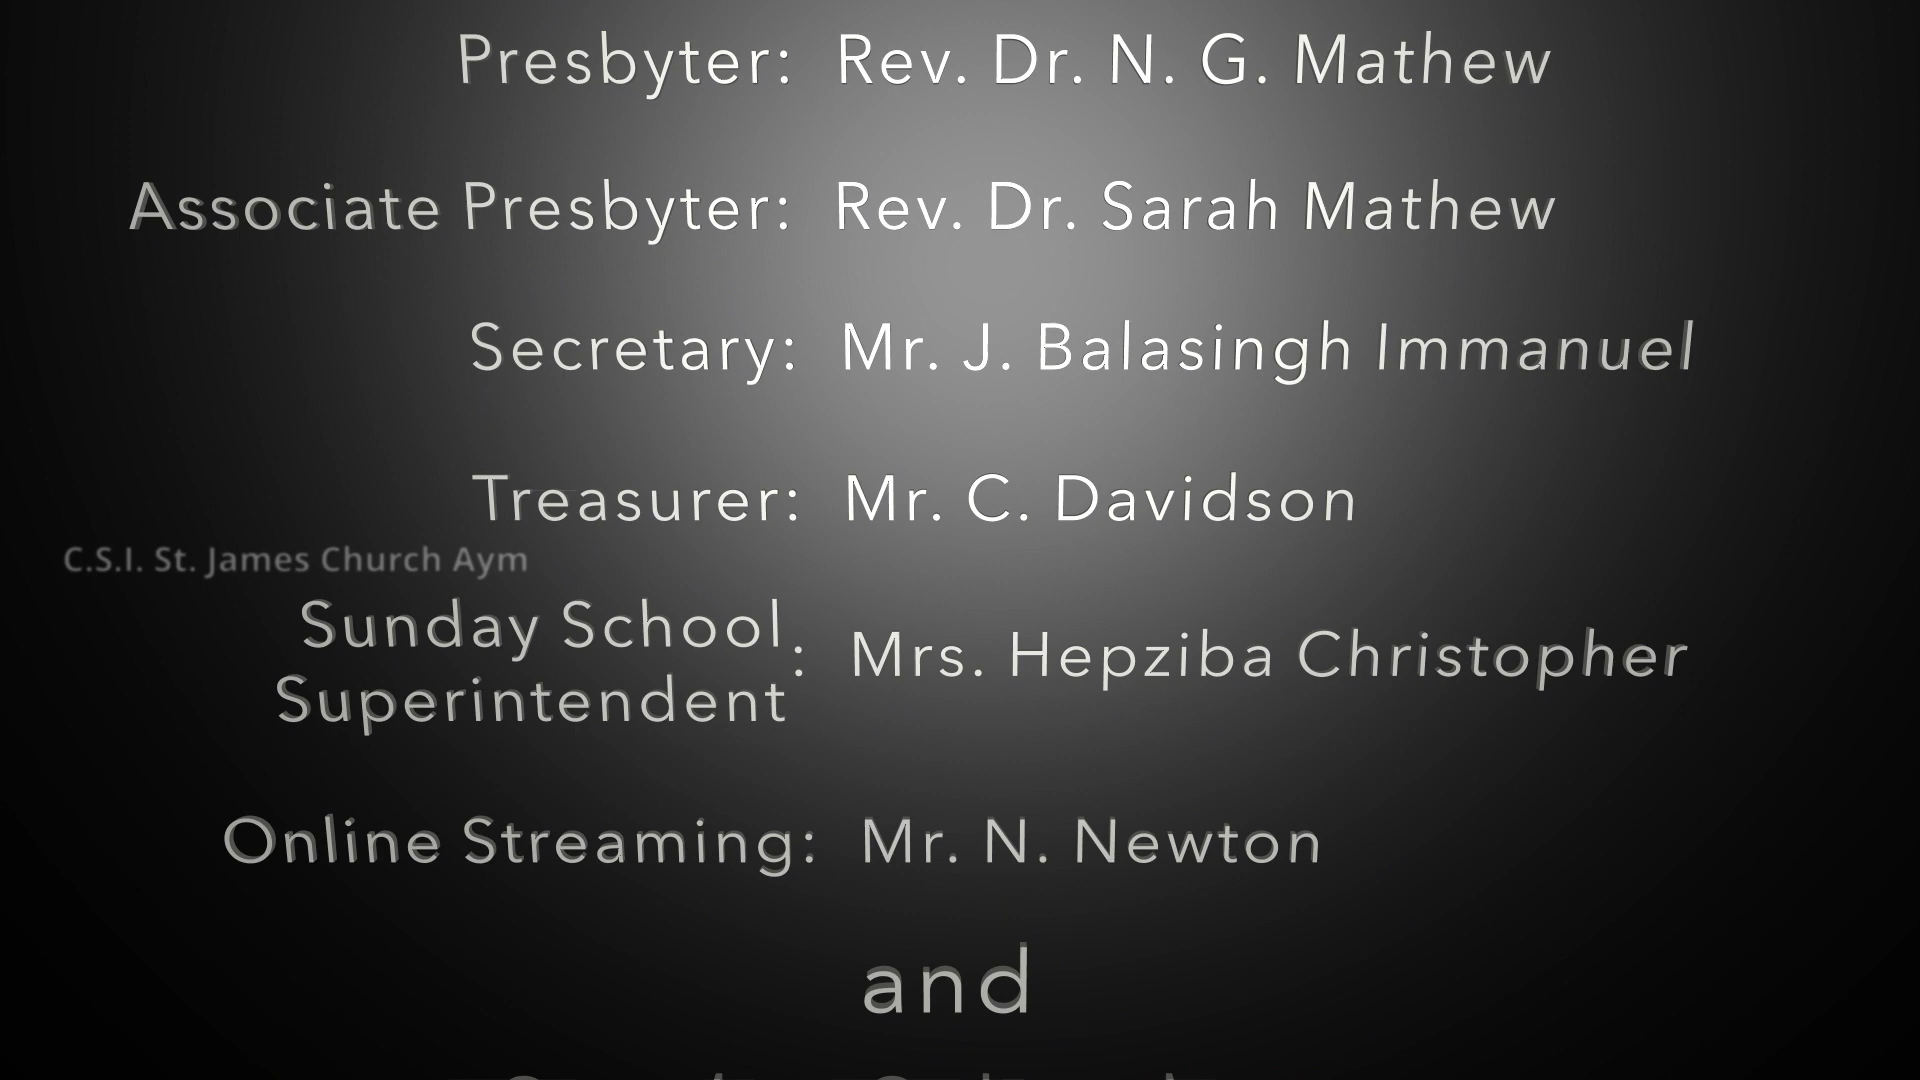 Presbyter: Rev. Dr. N. G. Mathew
Associate Presbyter: Rev. Dr. Sarah Mathew
Secretary: Mr. J. Balasingh Immanuel
Treasurer: Mr. C. Davidson
C.S.I. St. James Church Aym
Sunday School
Superintendent : Mrs. Hepziba Christopher
Online Streaming: Mr. N. Newton
and